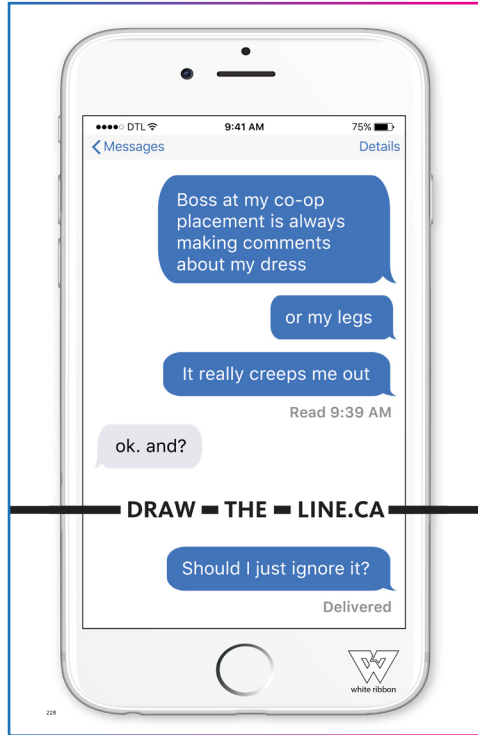 DTL 9:41 AM 75%
Messages Details
Boss at my co-op
placement is always
making comments
about my dress
or my legs
It really creeps me out
Read 9:39 AM
ok. and?
DRAW - THE - LINE.CA
Should I just ignore it?
Delivered
white ribbon
228